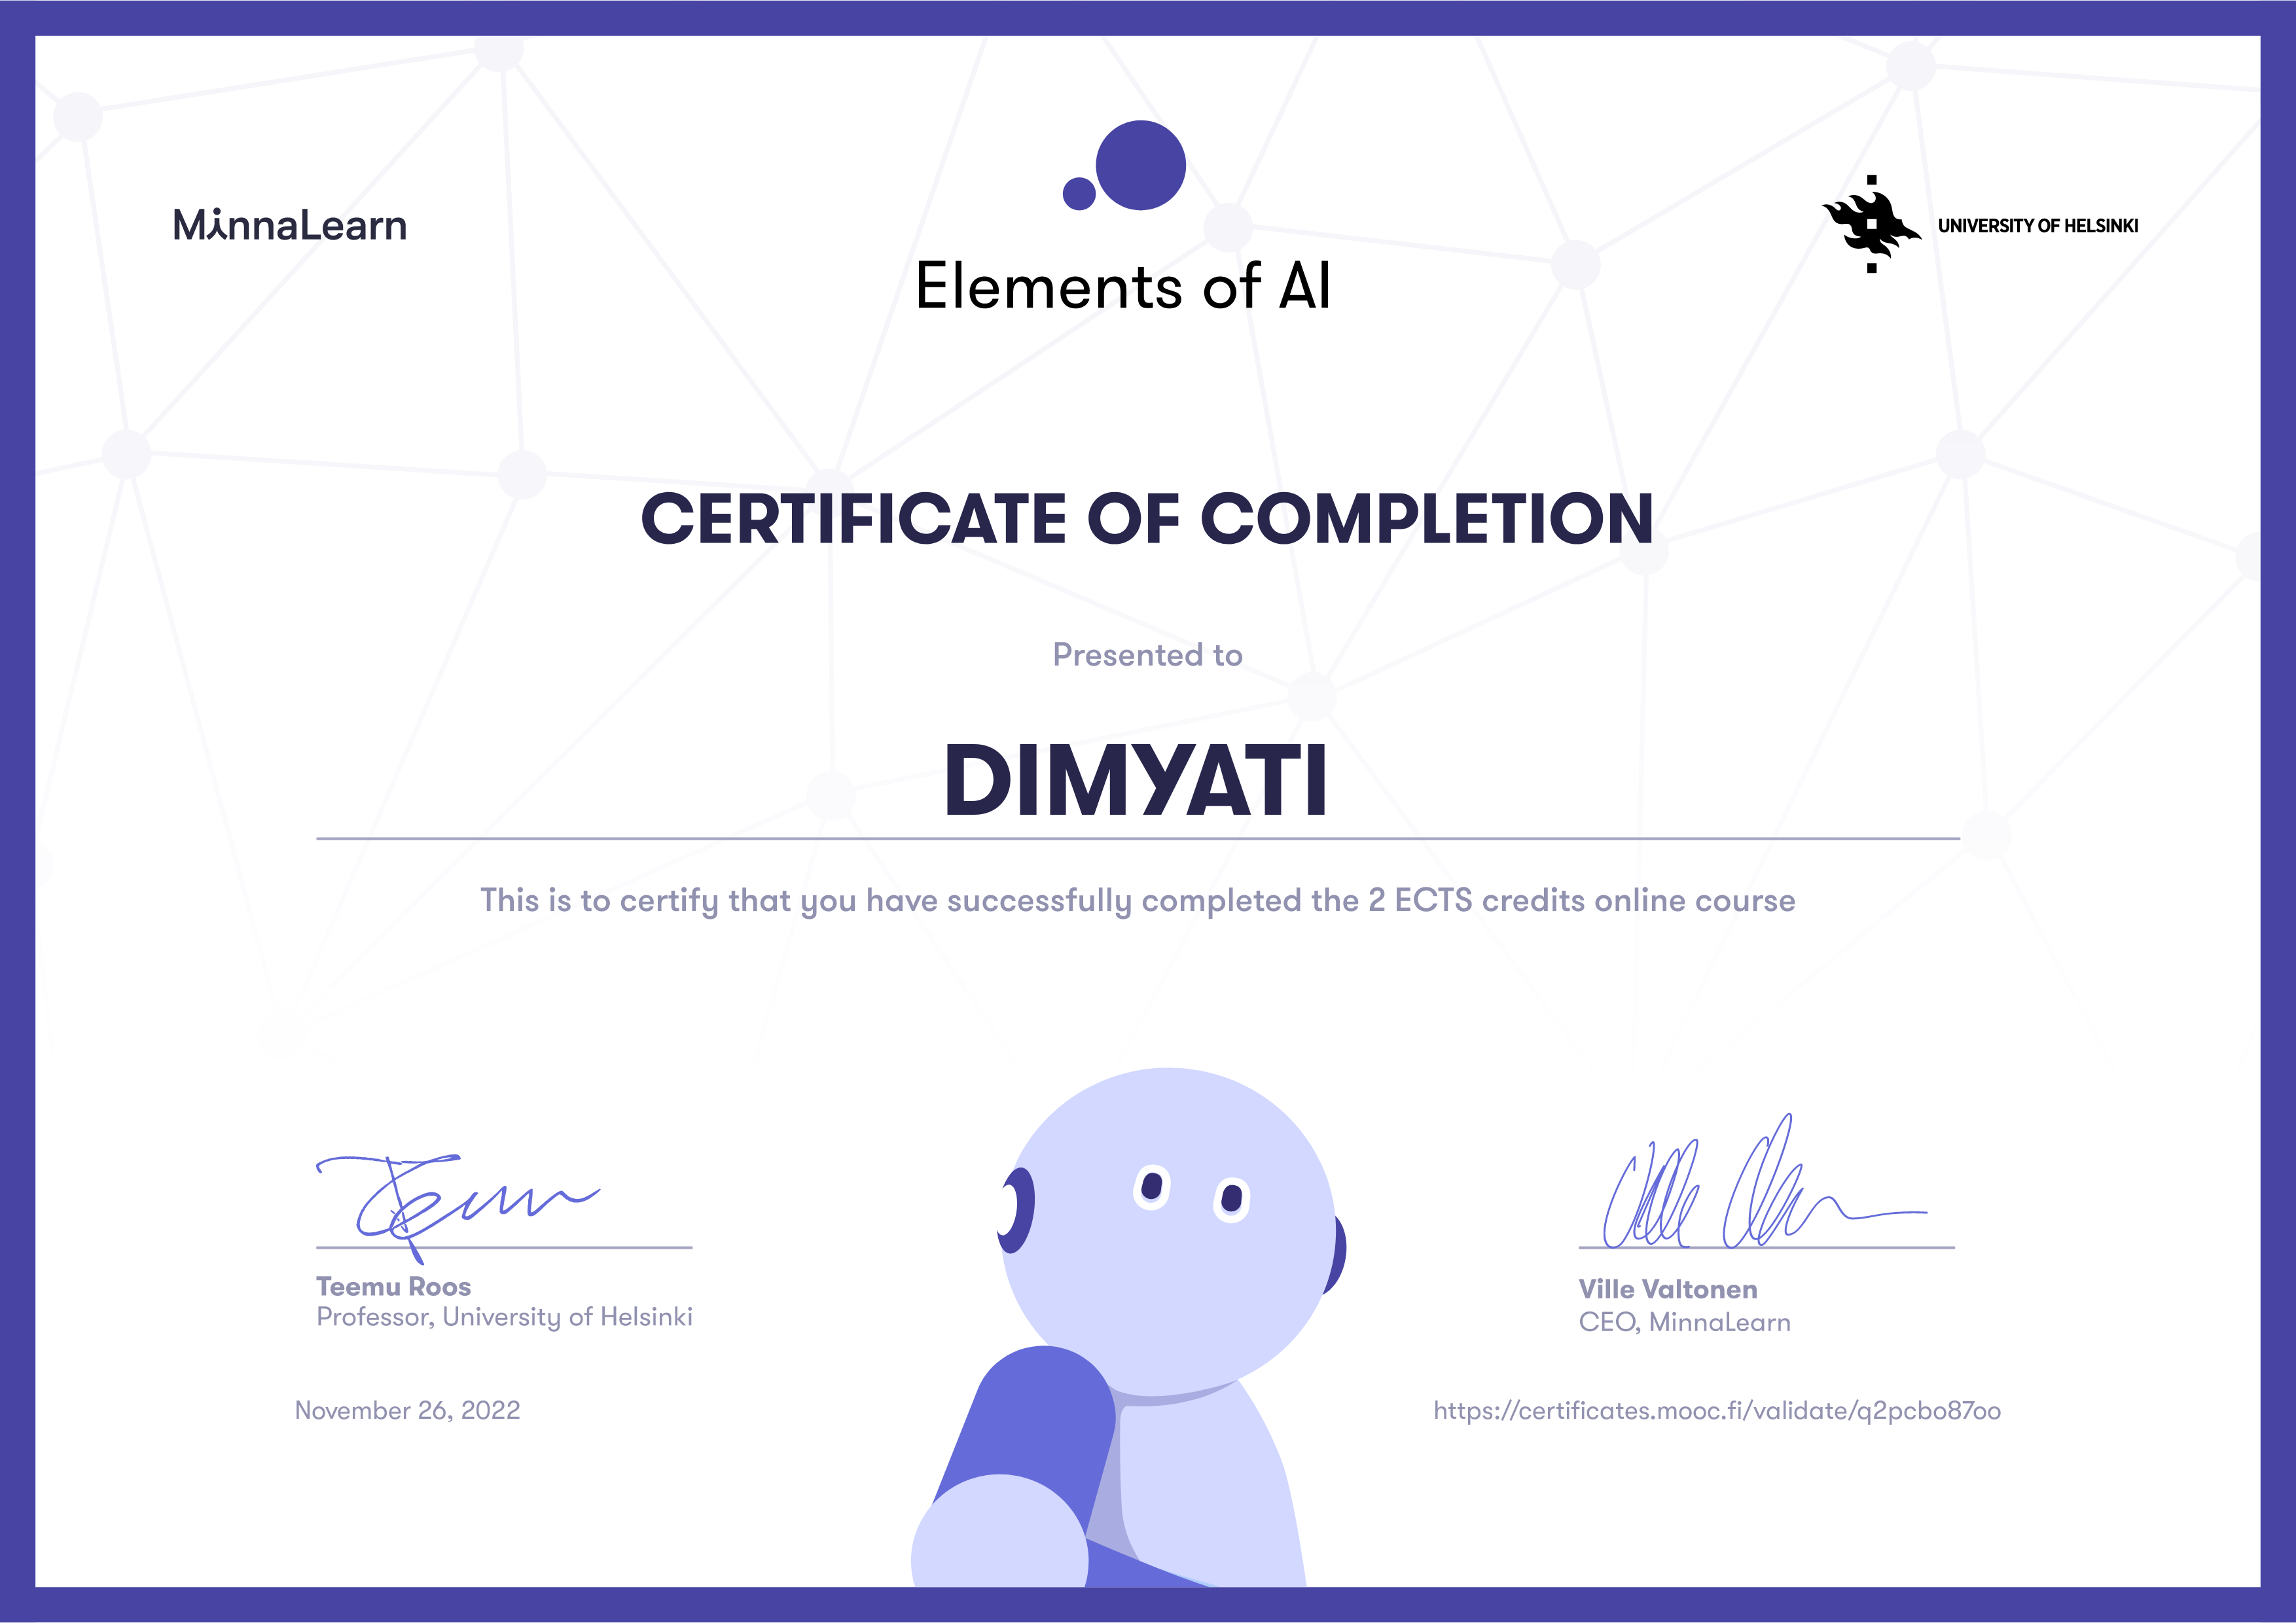 MinnaLearn
Elements of AI
UNIVERSITY OF HELSINKI
CERTIFICATE OF COMPLETION
Presented to
DIMYATI
This is to certify that you have successfully completed the 2 ECTS credits online course
Teemu Roos
Professor, University of Helsinki
Ville Valtonen
CEO, MinnaLearn
November 26, 2022
https://certificates.mooc.fi/validate/q2pcbo87oo